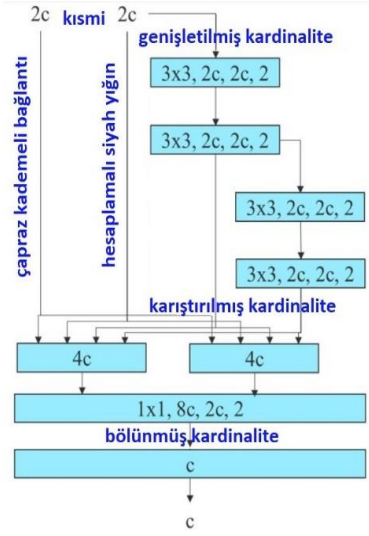 2c kısmi 2c
genişletilmiş kardinalite
3x3, 2c, 2c, 2
3x3, 2c, 2c, 2
çapraz kademeli bağlantı
hesaplamalı siyah yığın
3x3, 2c, 2c, 2
3x3, 2c, 2c, 2
karıştırılmış kardinalite
4c 4c
1x1, 8c, 2c, 2
bölünmüş kardinalite
c
c